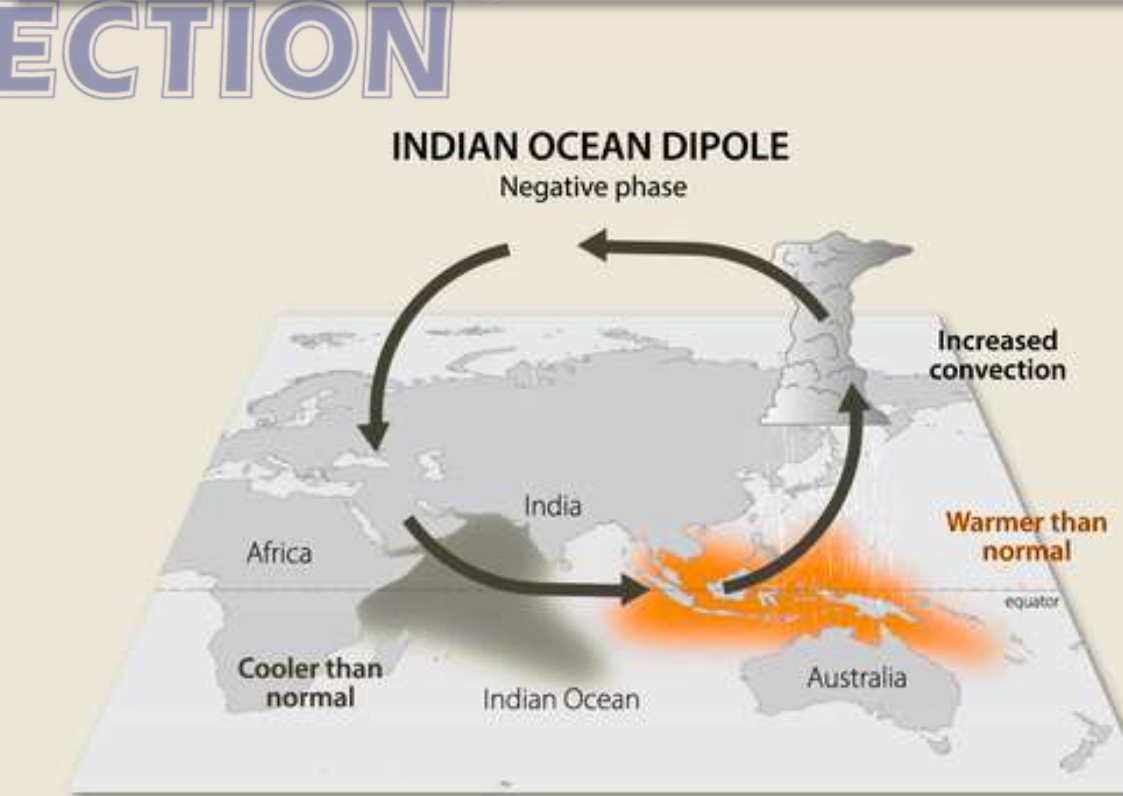 ECTION
INDIAN OCEAN DIPOLE
Negative phase
Increased
convection
India
Warmer than
normal
Africa
equator
Cooler than
normal
Australia
Indian Ocean